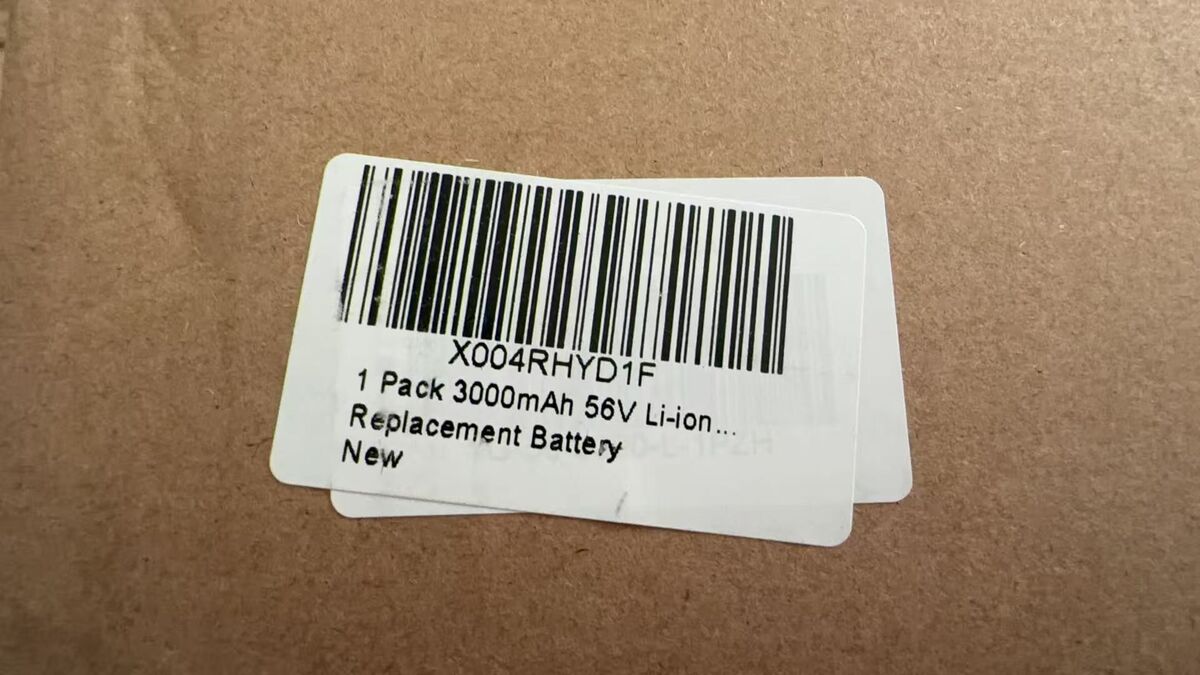 X004RHYD1F
1 Pack 3000mAh 56V Li-ion...
Replacement Battery
New